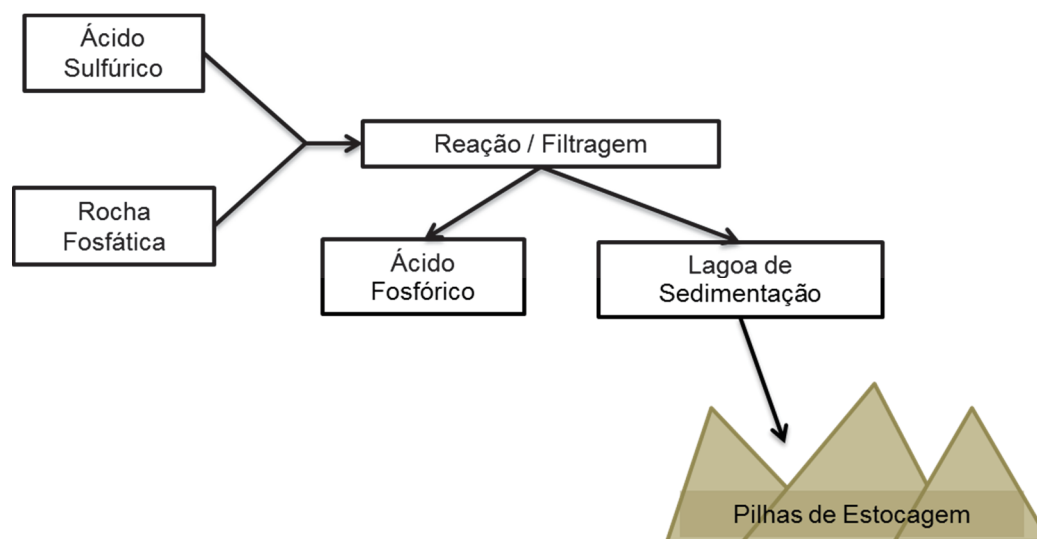 Ácido
Sulfúrico
Reação / Filtragem
Rocha
Fosfática
Ácido
Fosfórico
Lagoa de
Sedimentação
Pilhas de Estocagem